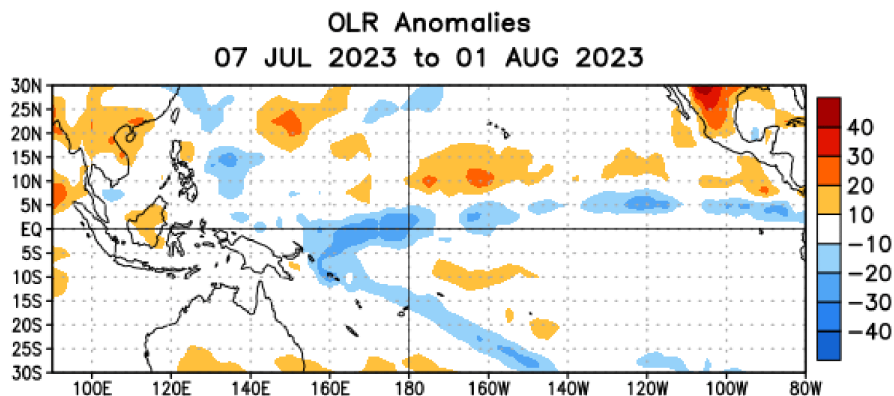 OLR Anomalies
07 JUL 2023 to 01 AUG 2023
30N
25N
20N
15N
10N
5N
EQ
5S
10S
15S
20S
25S
30S
100E 120E 140E 160E 180 160W 140W 120W 100W 80W
40
30
20
10
-10
-20
-30
-40